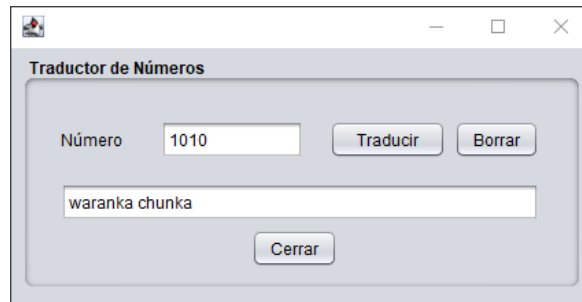 Traductor de Números
Número 1010 Traducir Borrar
waranka chunka
Cerrar